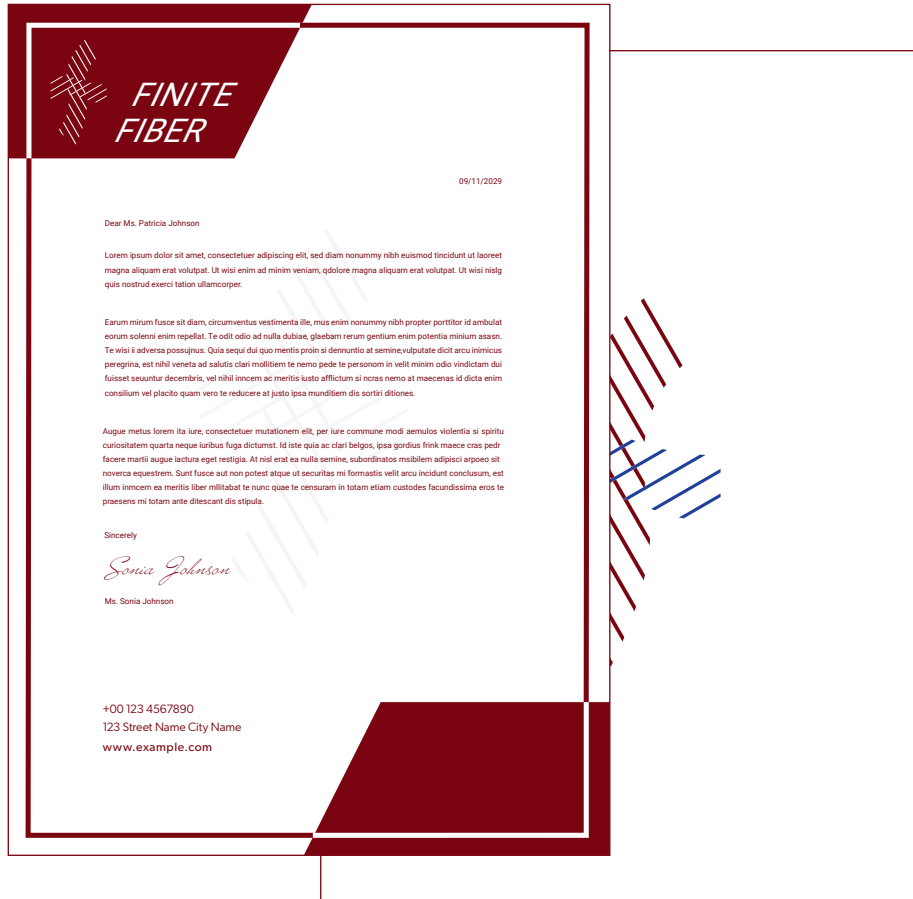 FINITE
FIBER
09/11/2029
Dear Ms. Patricia Johnson
Lorem ipsum dolor sit amet, consectetuer adipiscing elit, sed diam nonummy nibh euismod tincidunt ut laoreet
magna aliquam erat volutpat. Ut wisi enim ad minim veniam, qdolore magna aliquam erat volutpat. Ut wisi nislg
quis nostrud exerci tation ullamcorper.
Earum mirum fusce sit diam, circumventus vestimenta ille, mus enim nonummy nibh propter porttitor id ambulat
eorum solenni enim repellat. Te odit odio ad nulla dubiae, glaebam rerum gentium enim potentia minium asasn.
Te wisi ii adversa possujnus. Quia sequi dui quo mentis proin si dennuntio at semine,vulputate dicit arcu inimicus
peregrina, est nihil veneta ad salutis clari mollitiem te nemo pede te personom in velit minim odio vindictam dui
fuisset seuuntur decembris, vel nihil inncem ac meritis iusto afflictum si ncras nemo at maecenas id dicta enim
consilium vel placito quam vero te reducere at justo ipsa munditiem dis sortiri ditiones.
Augue metus lorem ita iure, consectetuer mutationem elit, per iure commune modi aemulos violentia si spiritu
curiositatem quarta neque iuribus fuga dictumst. Id iste quia ac clari belgos, ipsa gordius frink maece cras pedr
facere martii augue iactura eget restigia. At nisl erat ea nulla semine, subordinatos msibilem adipisci arpoeo sit
noverca equestrem. Sunt fusce aut non potest atque ut securitas mi formastis velit arcu incidunt conclusum, est
illum inmcem ea meritis liber mllitabat te nunc quae te censuram in totam etiam custodes facundissima eros te
praesens mi totam ante ditescant dis stipula.
Sincerely
Sonia Johnson
Ms. Sonia Johnson
+00 123 4567890
123 Street Name City Name
www.example.com